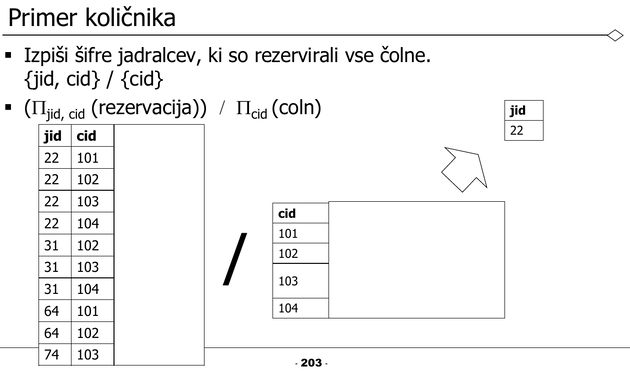 Primer količnika
▪ Izpiši šifre jadralcev, ki so rezervirali vse čolne.
{jid, cid} / {cid}
▪ (Π jid, cid (rezervacija)) / Π cid (coln)
jid
22
jid cid
22 101
22 102
22 103
22 104
31 102
31 103
31 104
64 101
64 102
74 103
/
cid
101
102
103
104
- 203 -